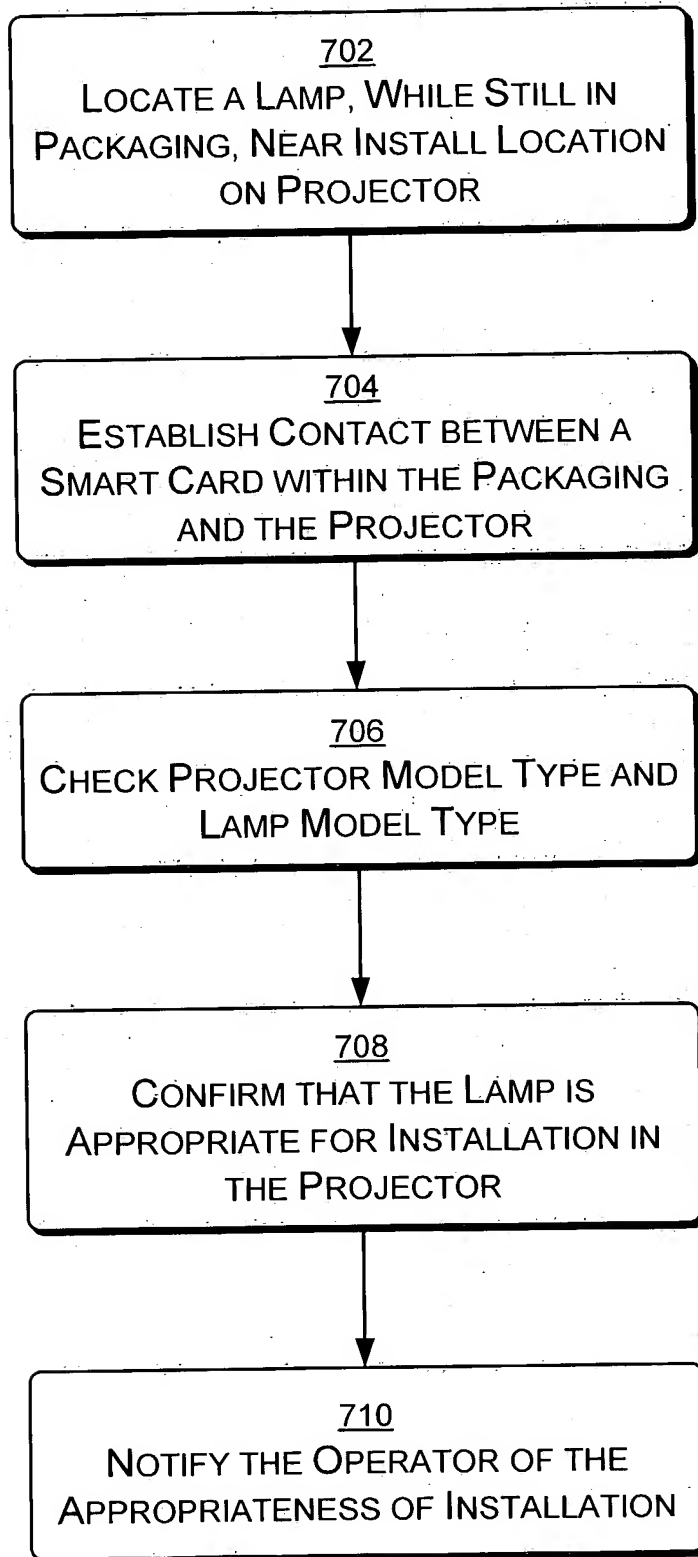 702
LOCATE A LAMP, WHILE STILL IN
PACKAGING, NEAR INSTALL LOCATION
ON PROJECTOR
704
ESTABLISH CONTACT BETWEEN A
SMART CARD WITHIN THE PACKAGING
AND THE PROJECTOR
706
CHECK PROJECTOR MODEL TYPE AND
LAMP MODEL TYPE
708
CONFIRM THAT THE LAMP IS
APPROPRIATE FOR INSTALLATION IN
THE PROJECTOR
710
NOTIFY THE OPERATOR OF THE
APPROPRIATENESS OF INSTALLATION